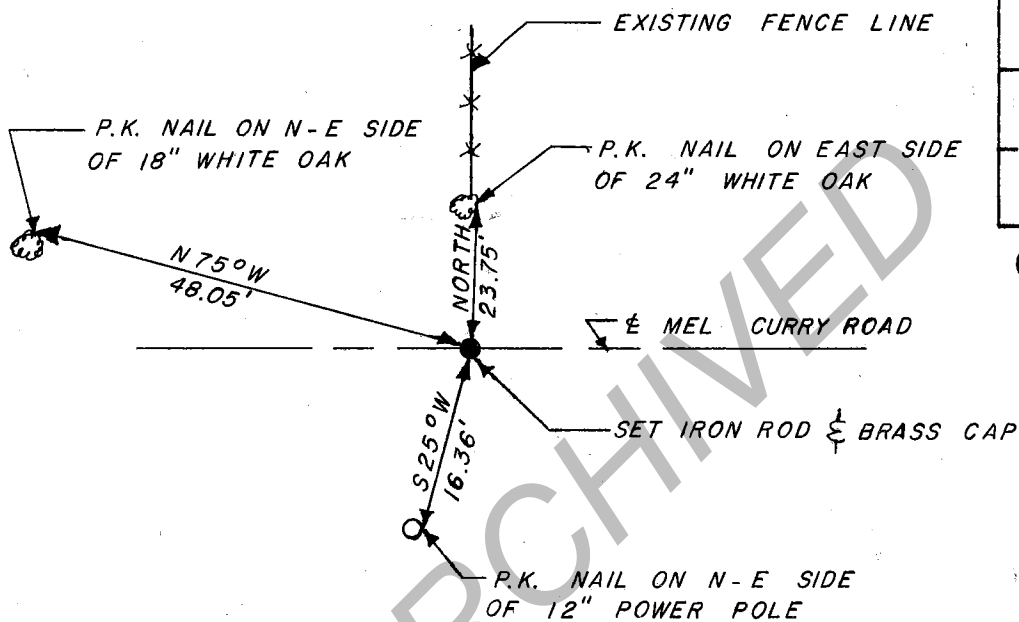 EXISTING FENCE LINE
P.K. NAIL ON N-E SIDE
OF 18" WHITE OAK
P.K. NAIL ON EAST SIDE
OF 24" WHITE OAK
N 75° W
48.05'
NORTH
23.75'
℄ MEL CURRY ROAD
SET IRON ROD & BRASS CAP
S 25° W
16.36'
P.K. NAIL ON N-E SIDE
OF 12" POWER POLE
ARCHIVED